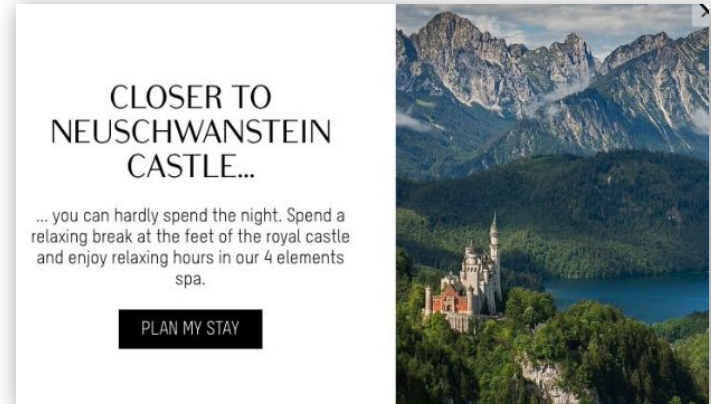 CLOSER TO
NEUSCHWANSTEIN
CASTLE...
... you can hardly spend the night. Spend a
relaxing break at the feet of the royal castle
and enjoy relaxing hours in our 4 elements
spa.
PLAN MY STAY